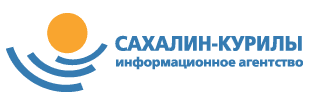 САХАЛИН-КУРИЛЫ
информационное агентство